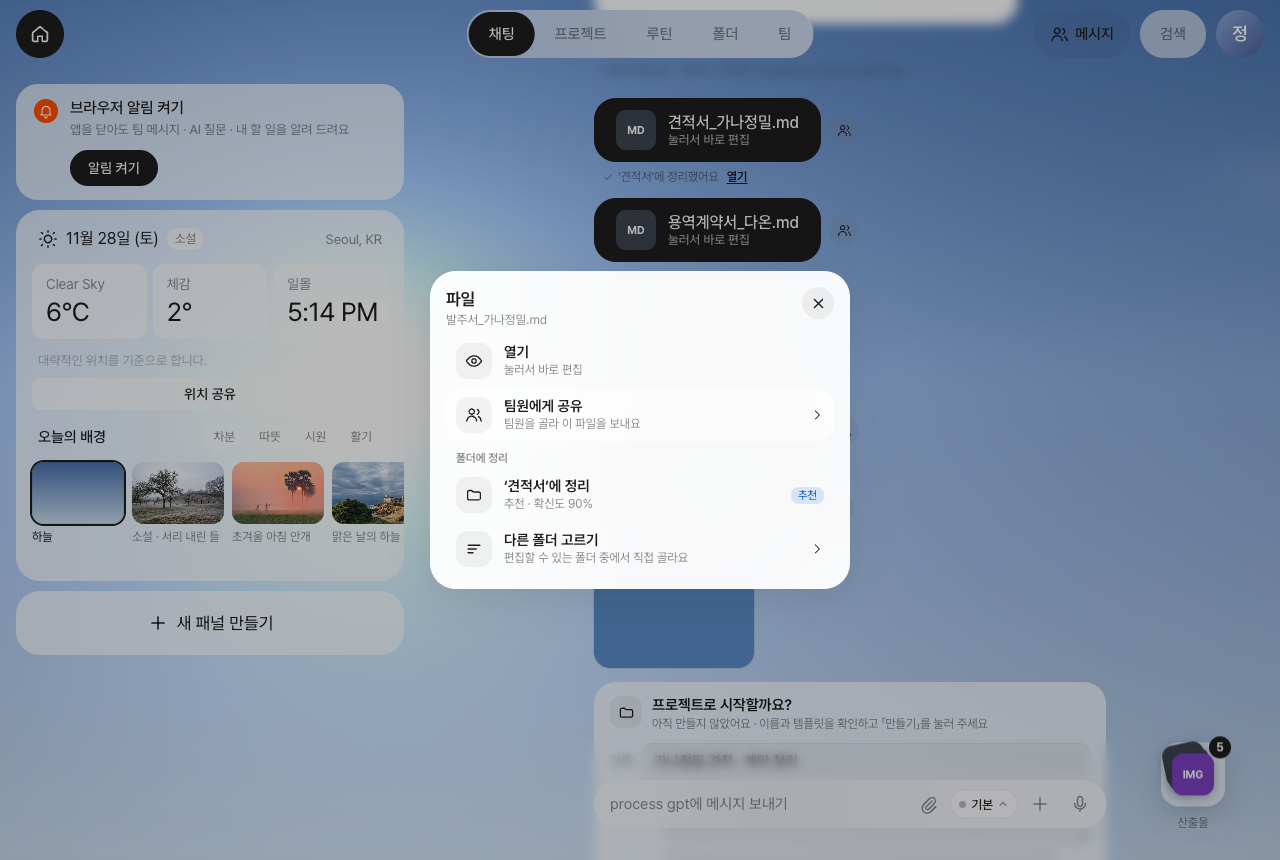 채팅
프로젝트
루틴
폴더
팀
메시지
검색
정
브라우저 알림 켜기
앱을 닫아도 팀 메시지 · AI 질문 · 내 할 일을 알려 드려요
알림 켜기
11월 28일 (토)
소설
Seoul, KR
Clear Sky
6°C
체감
2°
일몰
5:14 PM
대략적인 위치를 기준으로 합니다.
위치 공유
오늘의 배경
차분
따뜻
시원
활기
하늘
소설 · 서리 내린 들
초겨울 아침 안개
맑은 날의 하늘
새 패널 만들기
MD
견적서_가나정밀.md
눌러서 바로 편집
‘견적서’에 정리했어요 열기
MD
용역계약서_다온.md
눌러서 바로 편집
파일
발주서_가나정밀.md
열기
눌러서 바로 편집
팀원에게 공유
팀원을 골라 이 파일을 보내요
폴더에 정리
‘견적서’에 정리
추천 · 확신도 90%
추천
다른 폴더 고르기
편집할 수 있는 폴더 중에서 직접 골라요
프로젝트로 시작할까요?
아직 만들지 않았어요 · 이름과 템플릿을 확인하고 「만들기」를 눌러 주세요
process gpt에 메시지 보내기
기본
5
IMG
산출물